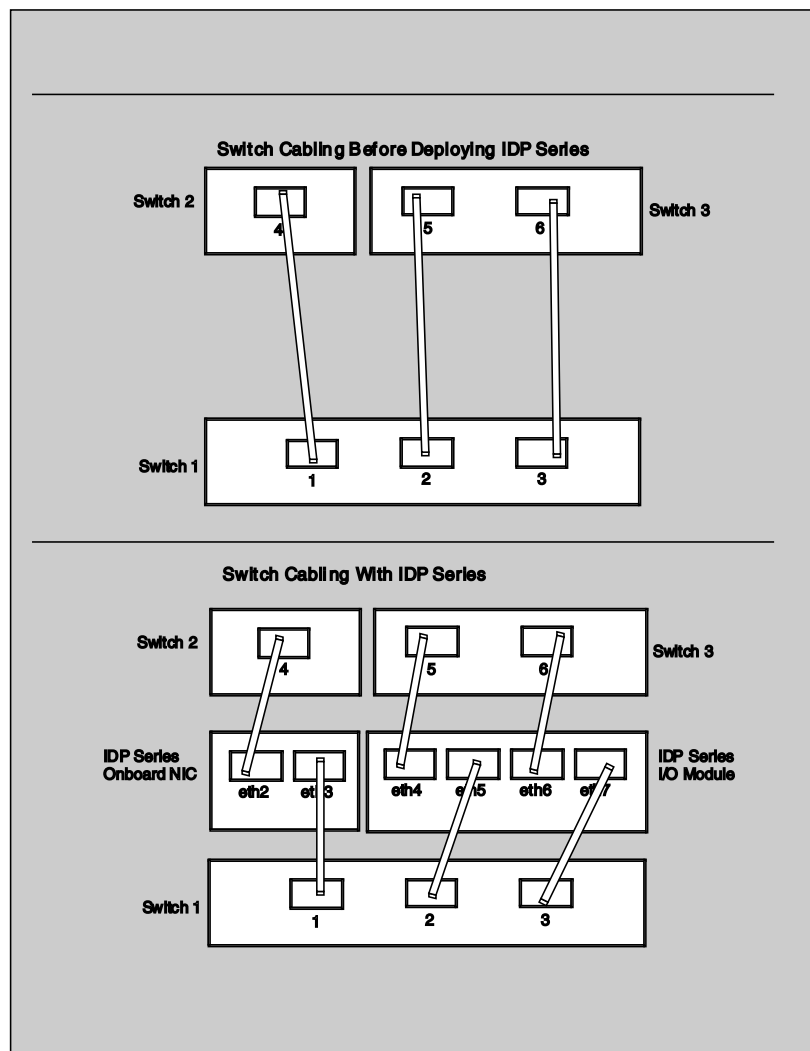 Switch Cabling Before Deploying IDP Series
Switch 2
4
5
6
Switch 3
Switch 1
1
2
3
Switch Cabling With IDP Series
Switch 2
4
5
6
Switch 3
IDP Series
Onboard NIC
eth2
eth3
eth4
eth5
eth6
eth7
IDP Series
I/O Module
Switch 1
1
2
3